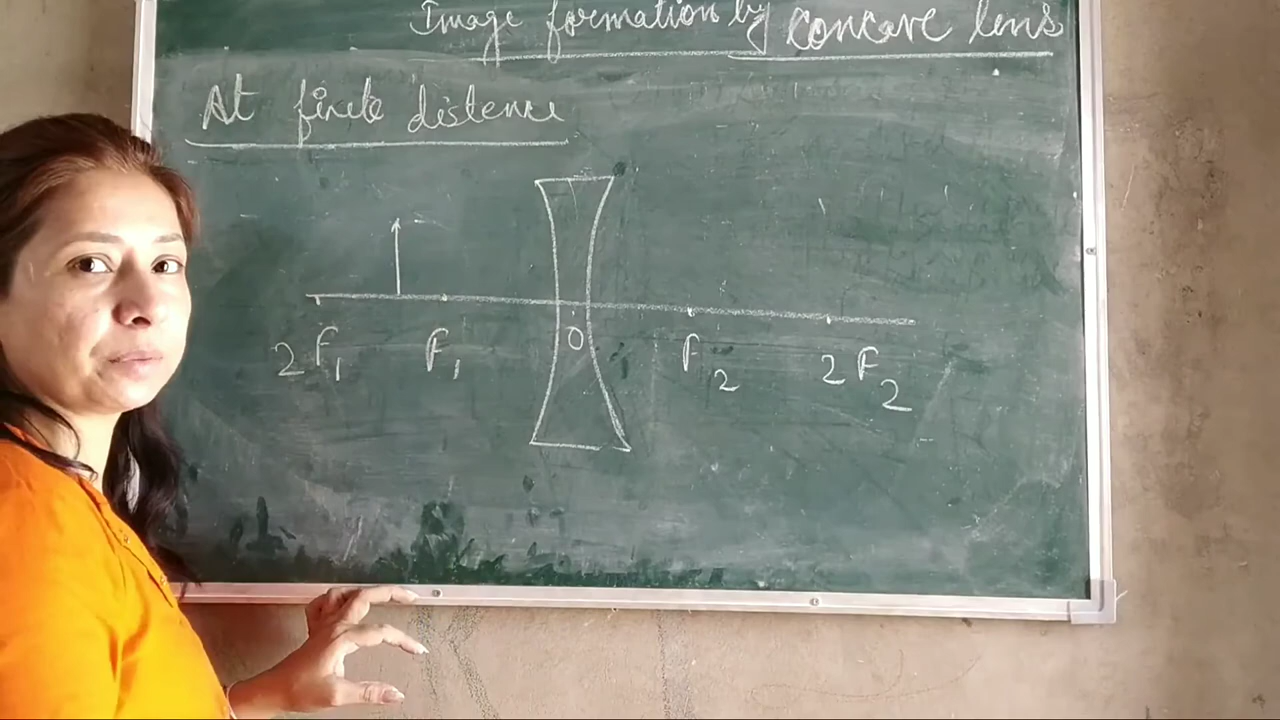 Image formation by concave lens
At finite distence
2F₁ F₁ O F₂ 2F₂